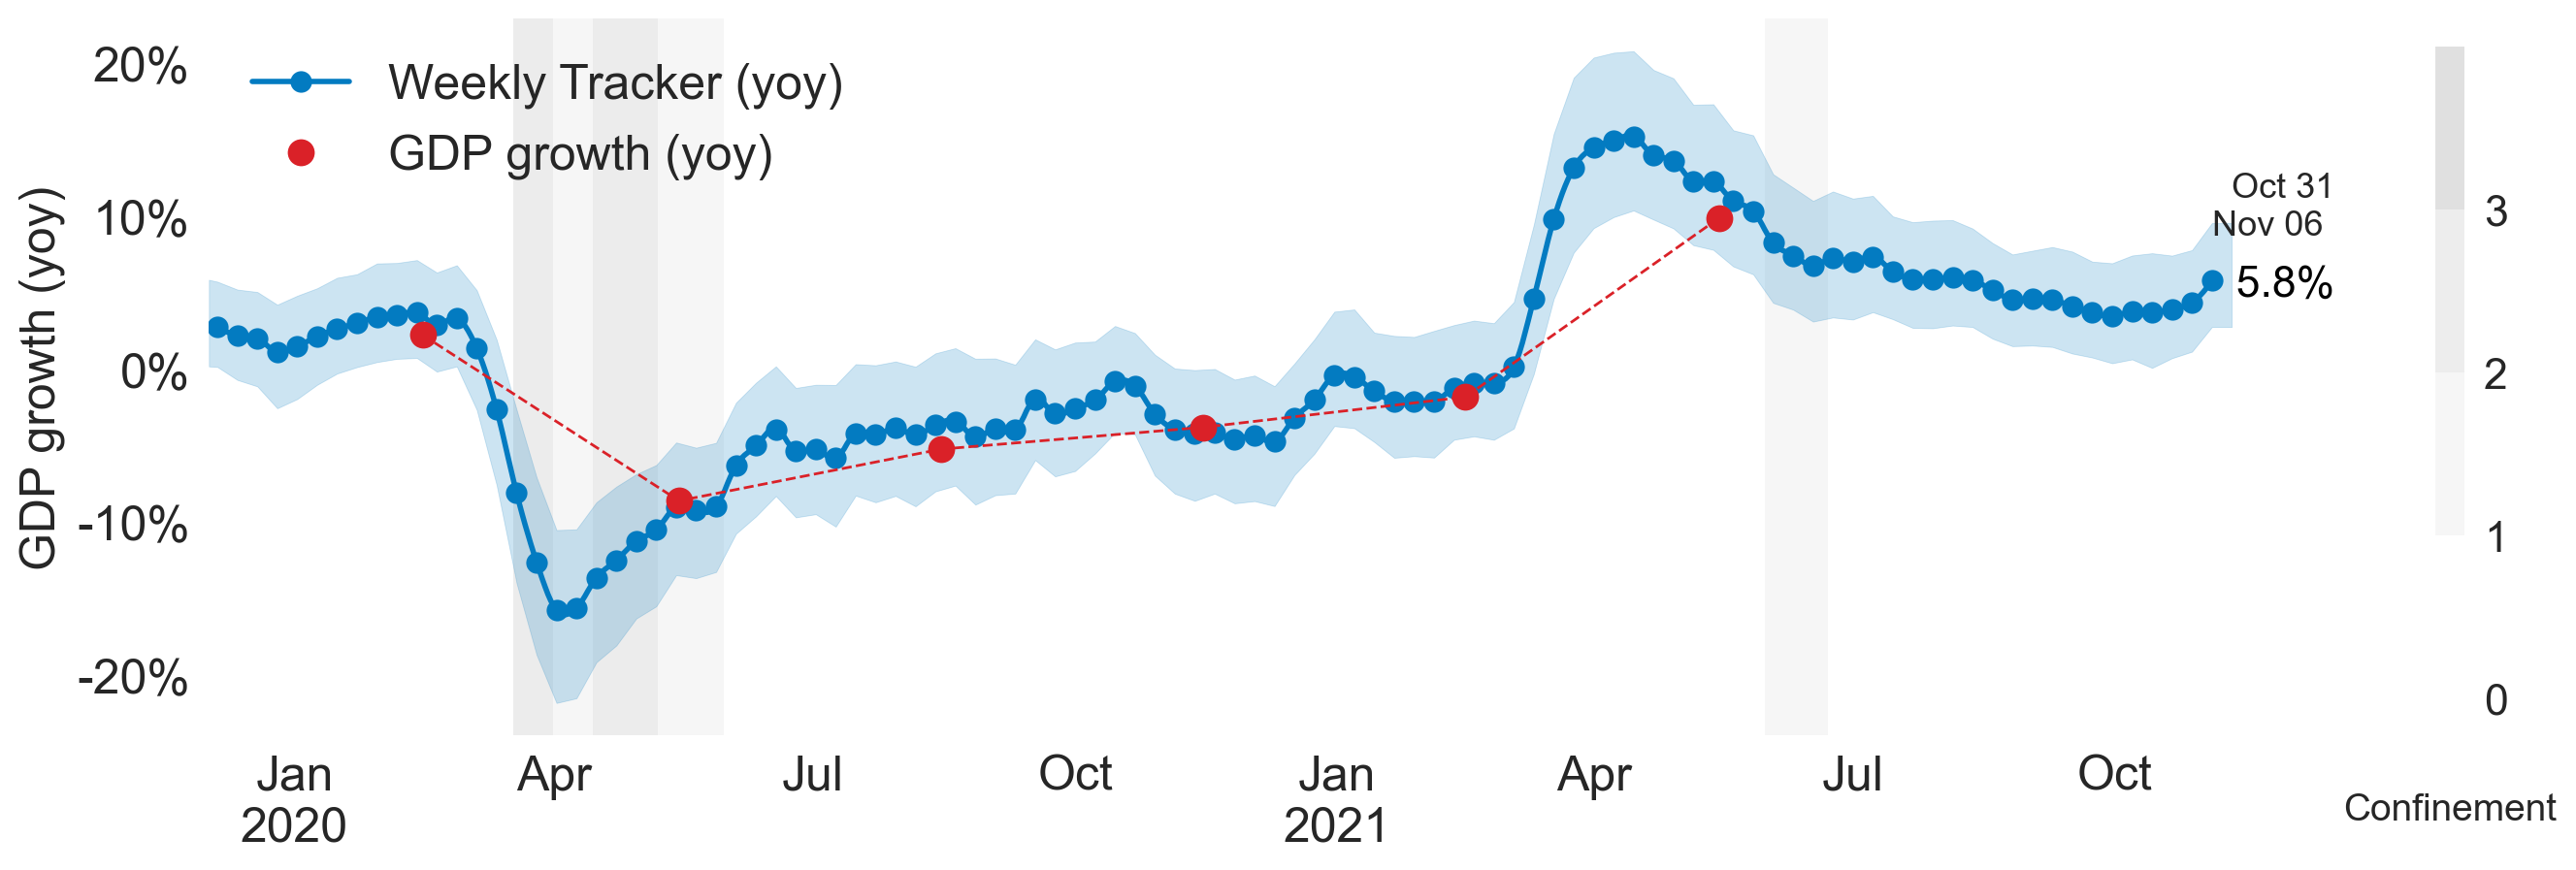 GDP growth (yoy)
20%
10%
0%
-10%
-20%
Weekly Tracker (yoy)
GDP growth (yoy)
Oct 31
Nov 06
5.8%
3
2
1
0
Confinement
Jan
2020
Apr
Jul
Oct
Jan
2021
Apr
Jul
Oct